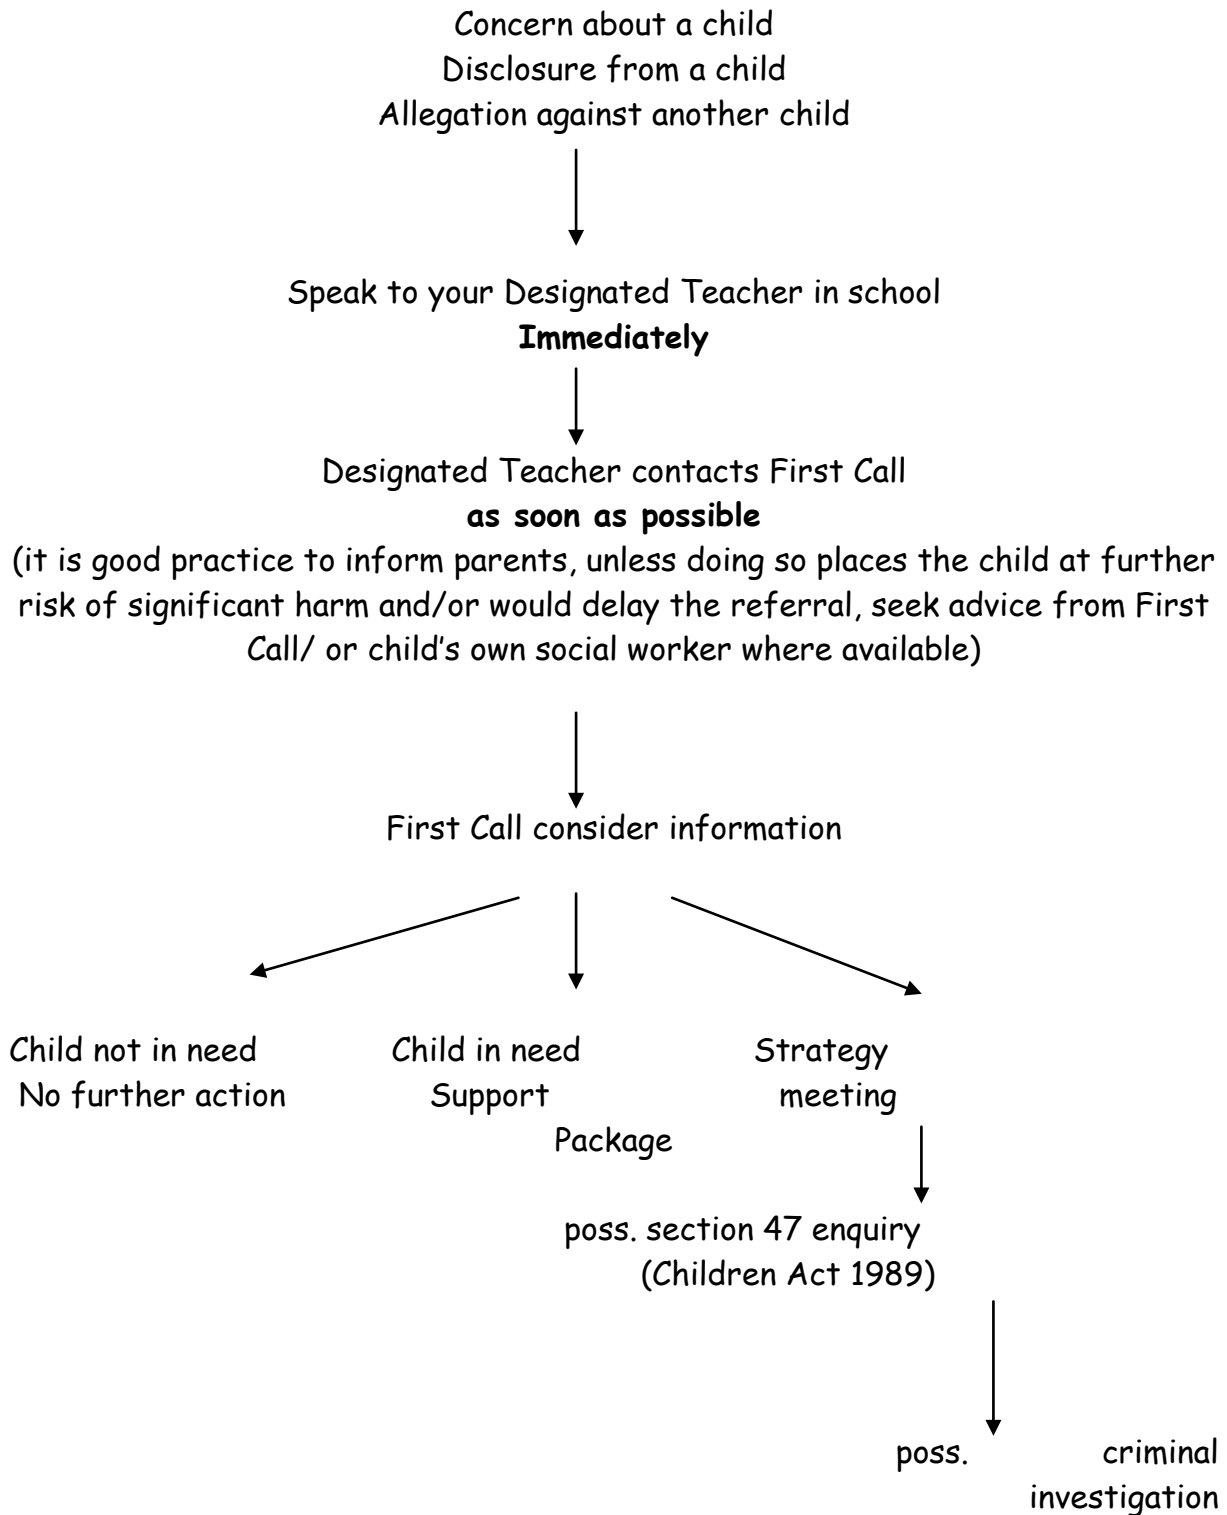 Concern about a child
Disclosure from a child
Allegation against another child
Speak to your Designated Teacher in school
Immediately
Designated Teacher contacts First Call
as soon as possible
(it is good practice to inform parents, unless doing so places the child at further
risk of significant harm and/or would delay the referral, seek advice from First
Call/ or child's own social worker where available)
First Call consider information
Child not in need Child in need Strategy
No further action Support meeting
Package
poss. section 47 enquiry
(Children Act 1989)
poss. criminal
investigation